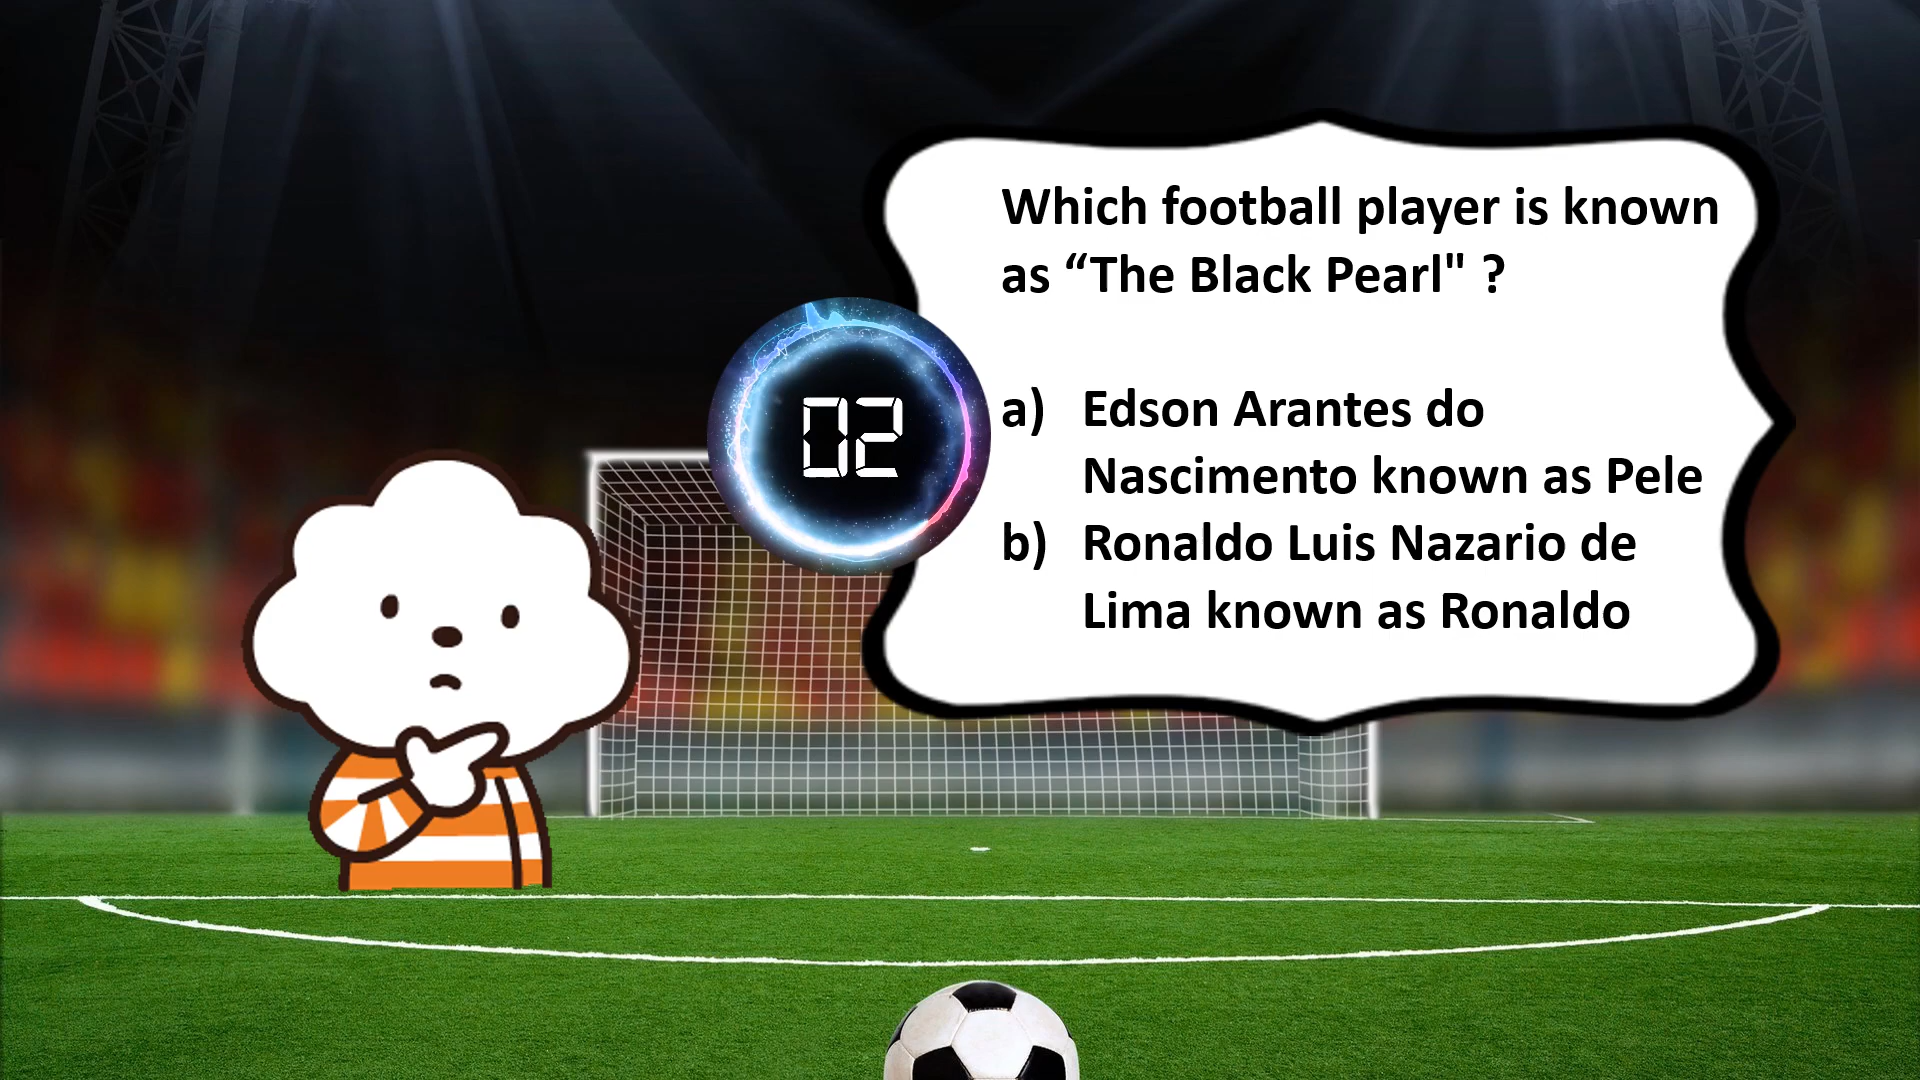 Which football player is known
as “The Black Pearl" ?
02
a) Edson Arantes do
Nascimento known as Pele
b) Ronaldo Luis Nazario de
Lima known as Ronaldo